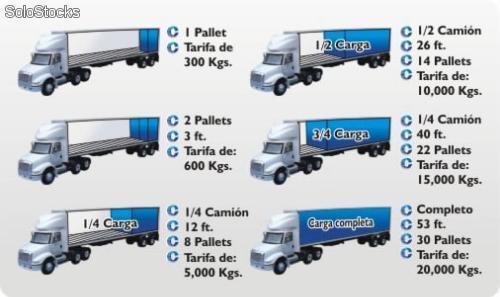 SoloStocks
1 Pallet
Tarifa de
300 Kgs.
2 Pallets
3 ft.
Tarifa de:
600 Kgs.
1/4 Carga
1/4 Camión
12 ft.
8 Pallets
Tarifa de:
5,000 Kgs.
1/2 Carga
1/2 Camión
26 ft.
14 Pallets
Tarifa de:
10,000 Kgs.
3/4 Carga
1/4 Camión
40 ft.
22 Pallets
Tarifa de:
15,000 Kgs.
Carga completa
Completo
53 ft.
30 Pallets
Tarifa de:
20,000 Kgs.